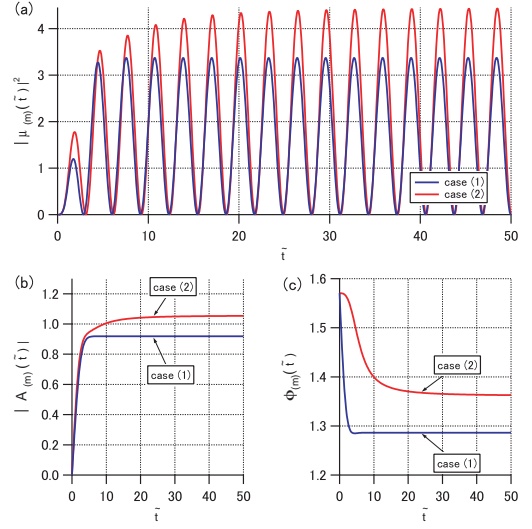 (a)
| μ (m)(t̃) |²
4
3
2
1
0
0 10 20 30 40 50
t̃
case (1)
case (2)
(b)
| A (m)(t̃) |
1.2
1.0
0.8
0.6
0.4
0.2
0.0
0 10 20 30 40 50
t̃
case (2)
case (1)
(c)
ϕ(m)(t̃)
1.6
1.5
1.4
1.3
1.2
0 10 20 30 40 50
t̃
case (2)
case (1)